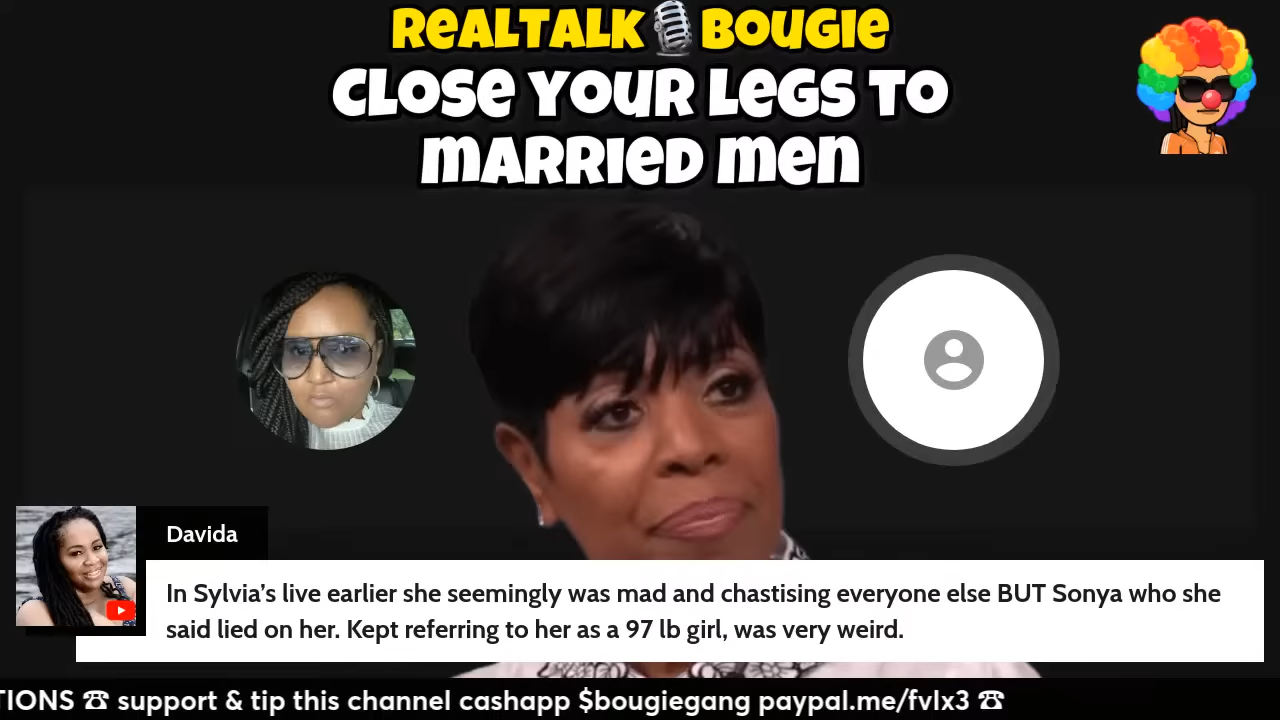 REALTALK🎙BOUGIE
CLOSE YOUR LEGS TO
MARRIED MEN
Davida
In Sylvia’s live earlier she seemingly was mad and chastising everyone else BUT Sonya who she
said lied on her. Kept referring to her as a 97 lb girl, was very weird.
TIONS ☎ support & tip this channel cashapp $bougiegang paypal.me/fvlx3 ☎